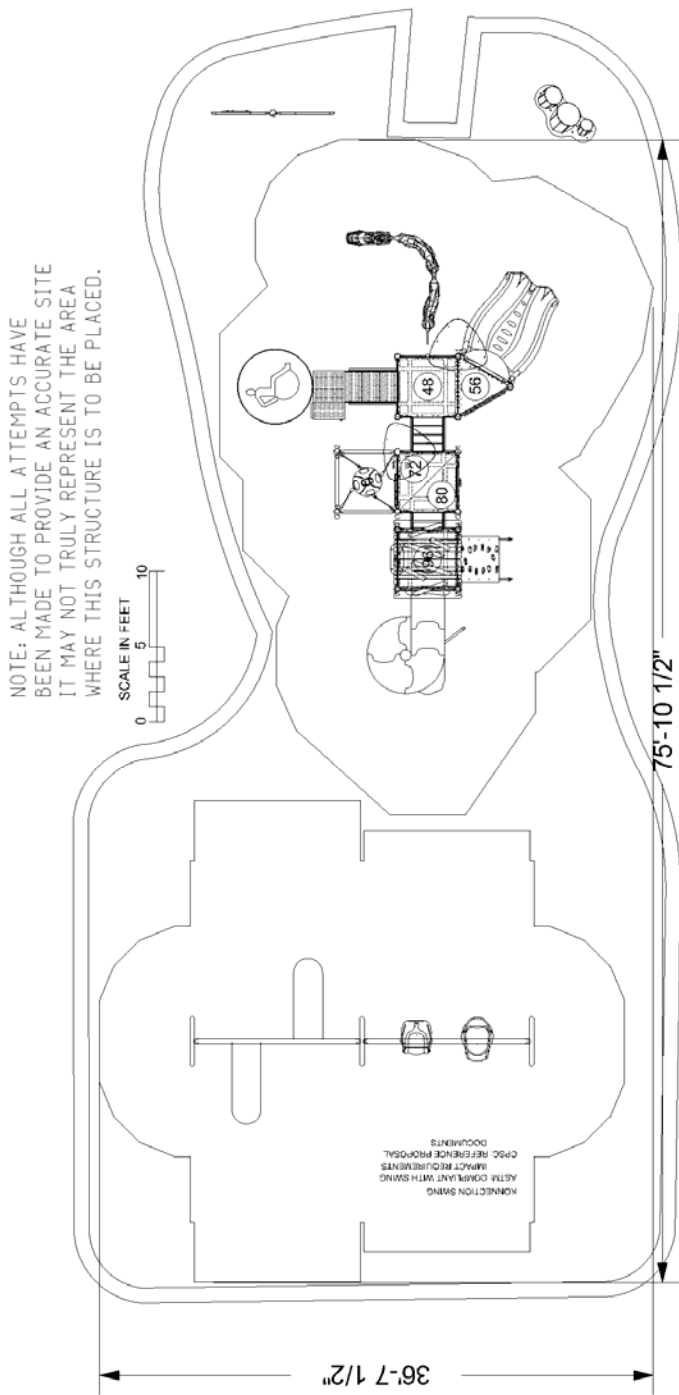 NOTE: ALTHOUGH ALL ATTEMPTS HAVE
BEEN MADE TO PROVIDE AN ACCURATE SITE
IT MAY NOT TRULY REPRESENT THE AREA
WHERE THIS STRUCTURE IS TO BE PLACED.
SCALE IN FEET
0 5 10
48
56
72
80
96
75'-10 1/2"
KONNECTION SWING
ASTM: COMPLIANT WITH SWING
IMPACT REQUIREMENTS
CPSC: REFERENCE PROPOSAL
DOCUMENTS
36'-7 1/2"